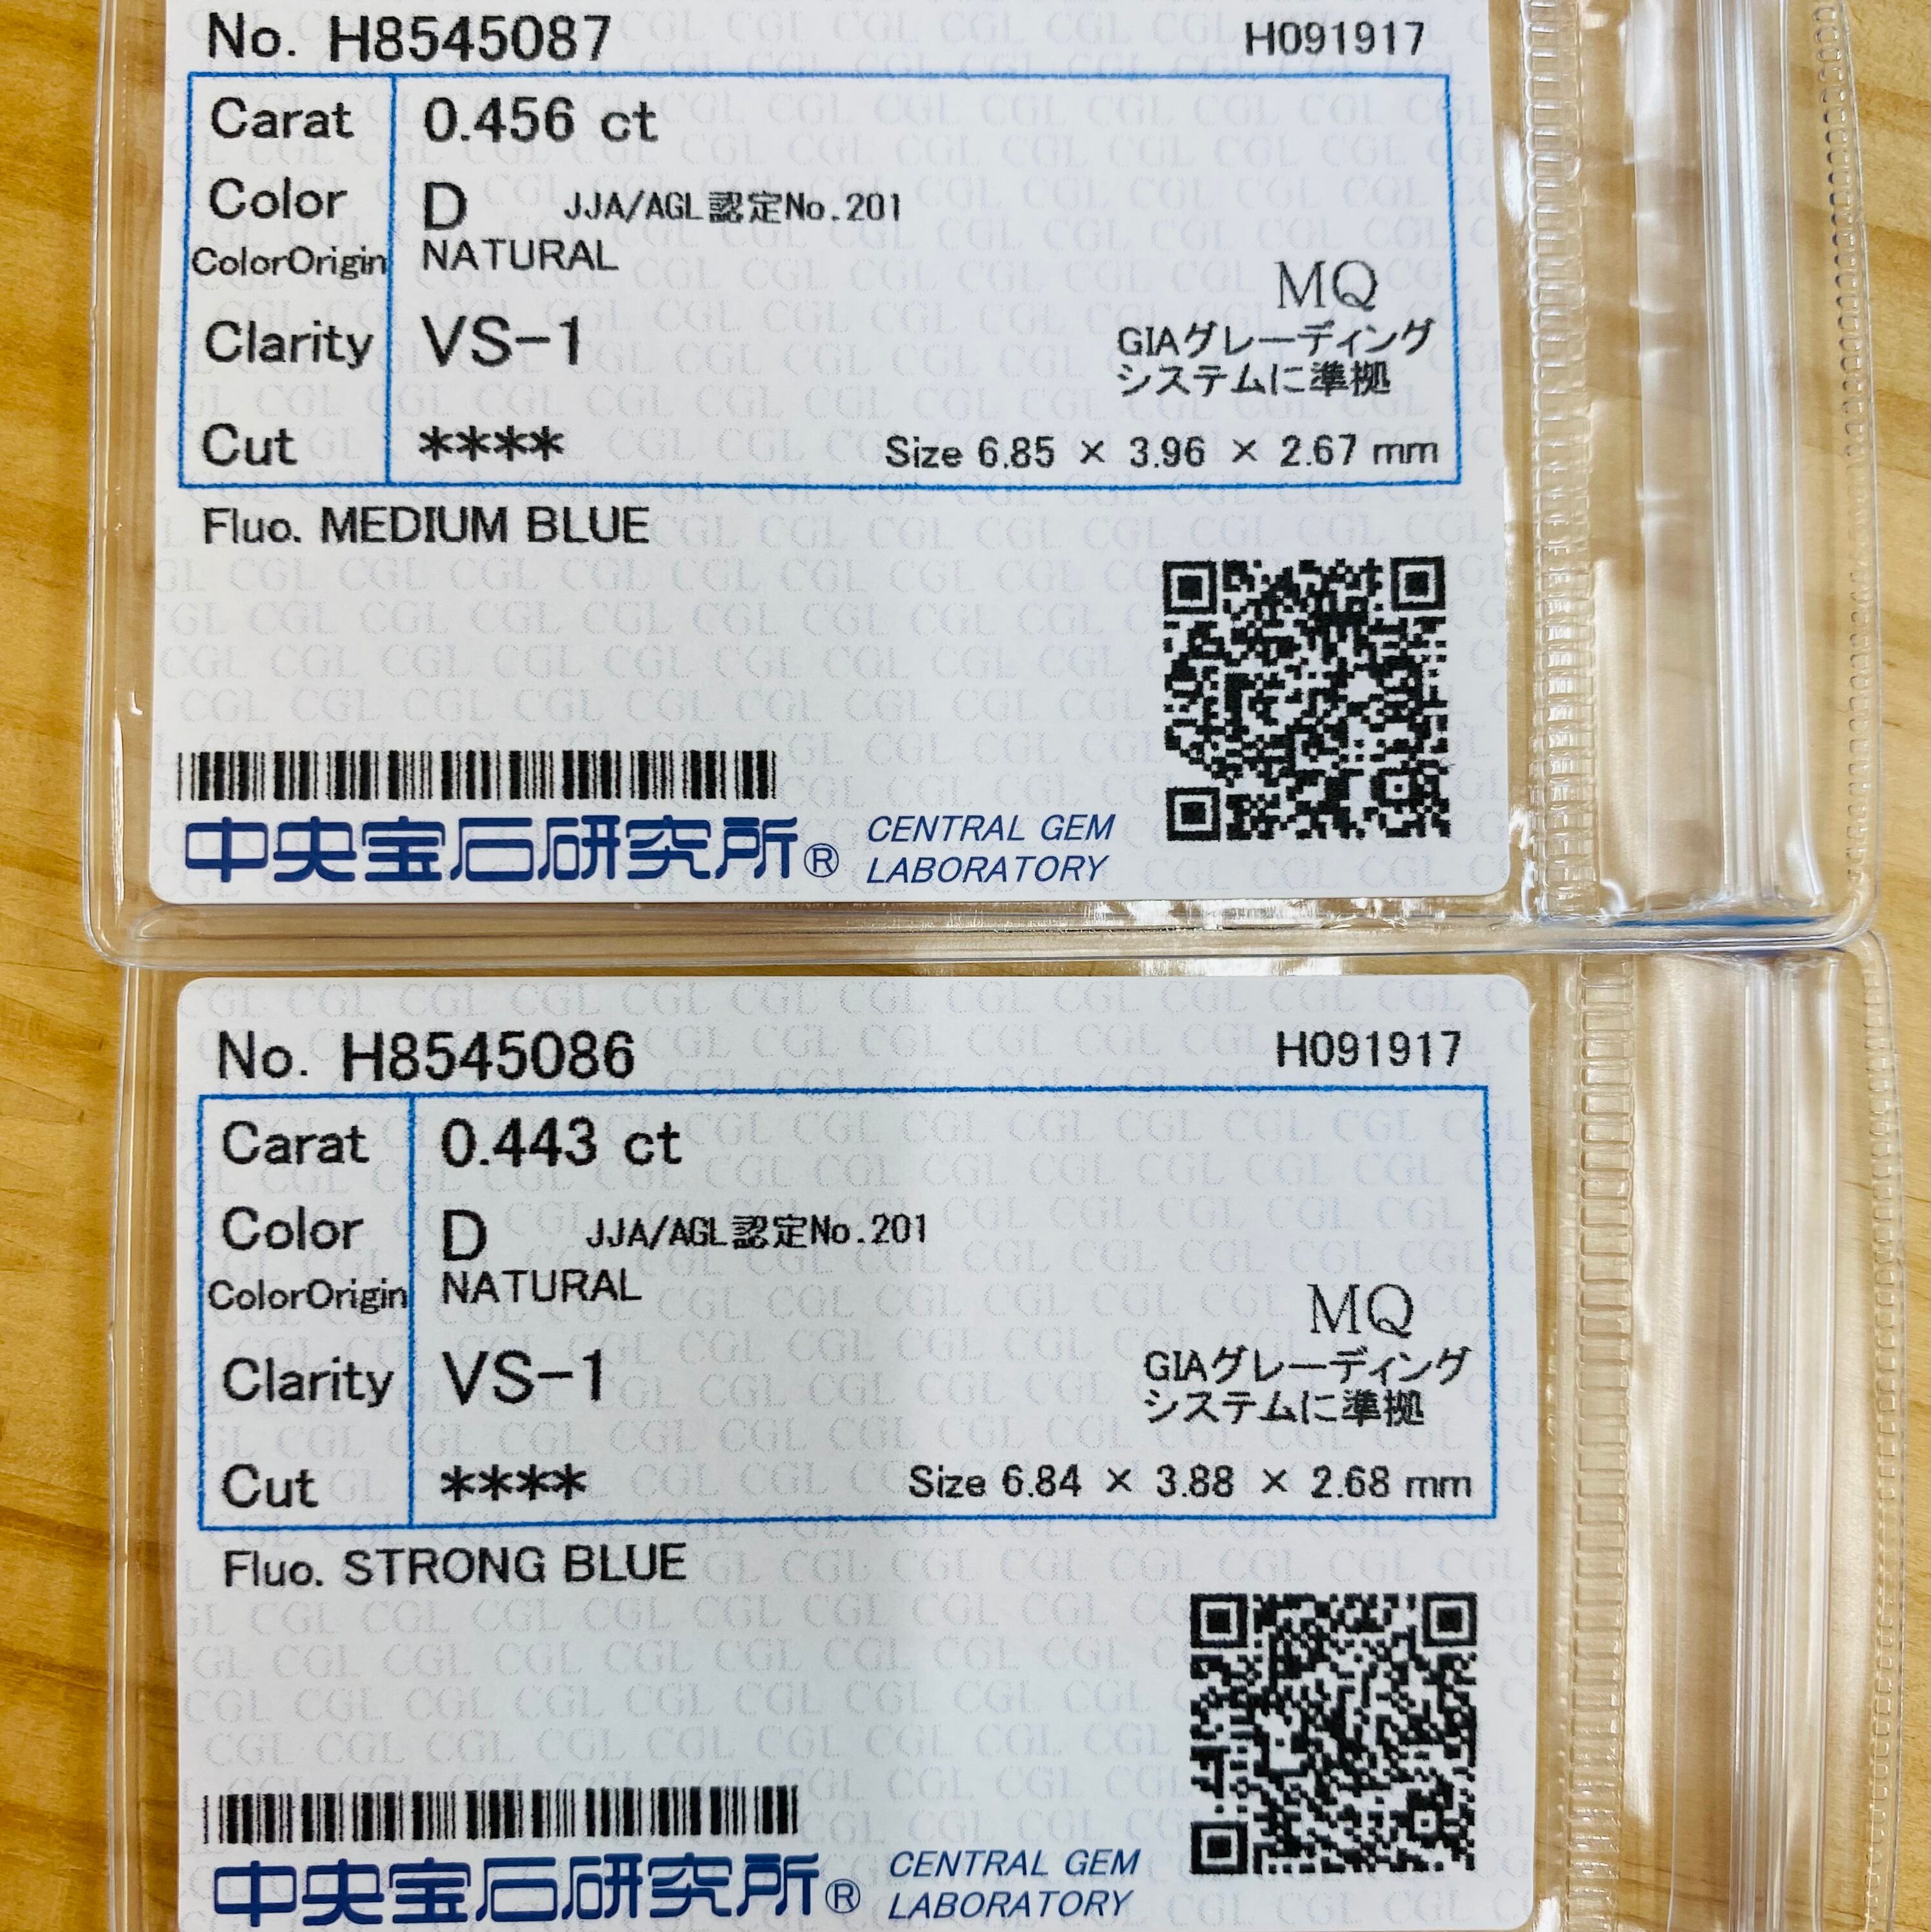 No. H8545087 H091917
Carat 0.456 ct
Color D JJA/AGL認定No.201
ColorOrigin NATURAL
MQ
Clarity VS-1 GIAグレーディング
システムに準拠
Cut **** Size 6.85 × 3.96 × 2.67 mm
Fluo. MEDIUM BLUE
中央宝石研究所® CENTRAL GEM
LABORATORY
No. H8545086 H091917
Carat 0.443 ct
Color D JJA/AGL認定No.201
ColorOrigin NATURAL
MQ
Clarity VS-1 GIAグレーディング
システムに準拠
Cut **** Size 6.84 × 3.88 × 2.68 mm
Fluo. STRONG BLUE
中央宝石研究所® CENTRAL GEM
LABORATORY